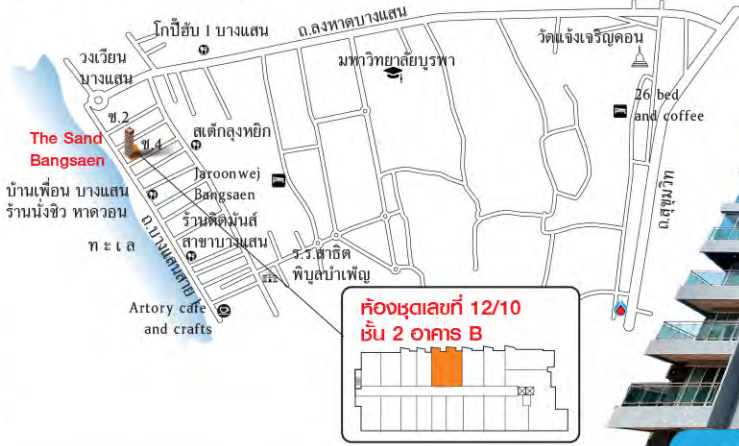 โกปี๊ฮับ 1 บางแสน
ถ.ลงหาดบางแสน
วัดแจ้งเจริญดอน
วงเวียน
บางแสน
มหาวิทยาลัยบูรพา
26 bed
and coffee
ซ.2
The Sand
Bangsaen
ซ.4
สเต็กลุงหยิก
Jaroonwej
Bangsaen
บ้านเพื่อน บางแสน
ร้านนั่งชิว หาดวอน
ร้านติดมันส์
สาขาบางแสน
ถ.สุขุมวิท
ทะเล
ถ.บางแสนสาย 1
ร.ร.สาธิต
พิบูลบำเพ็ญ
Artory cafe
and crafts
ห้องชุดเลขที่ 12/10
ชั้น 2 อาคาร B